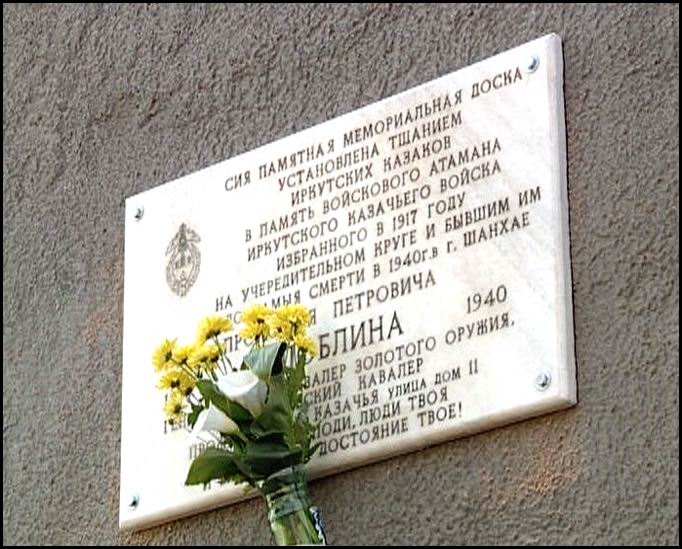 СИЯ ПАМЯТНАЯ МЕМОРИАЛЬНАЯ ДОСКА
УСТАНОВЛЕНА ТЩАНИЕМ
ИРКУТСКИХ КАЗАКОВ
В ПАМЯТЬ ВОЙСКОВОГО АТАМАНА
ИРКУТСКОГО КАЗАЧЬЕГО ВОЙСКА
ИЗБРАННОГО В 1917 ГОДУ
НА УЧРЕДИТЕЛЬНОМ КРУГЕ И БЫВШИМ ИМ
СМЕРТИ В 1940г.в г. ШАНХАЕ
ПЕТРОВИЧА
БЛИНА 1940
ЗОЛОТОГО ОРУЖИЯ,
КАВАЛЕР
КАЗАЧЬЯ УЛИЦА ДОМ 11
ЛЮДИ ТВОЯ
ДОСТОЯНИЕ ТВОЕ!